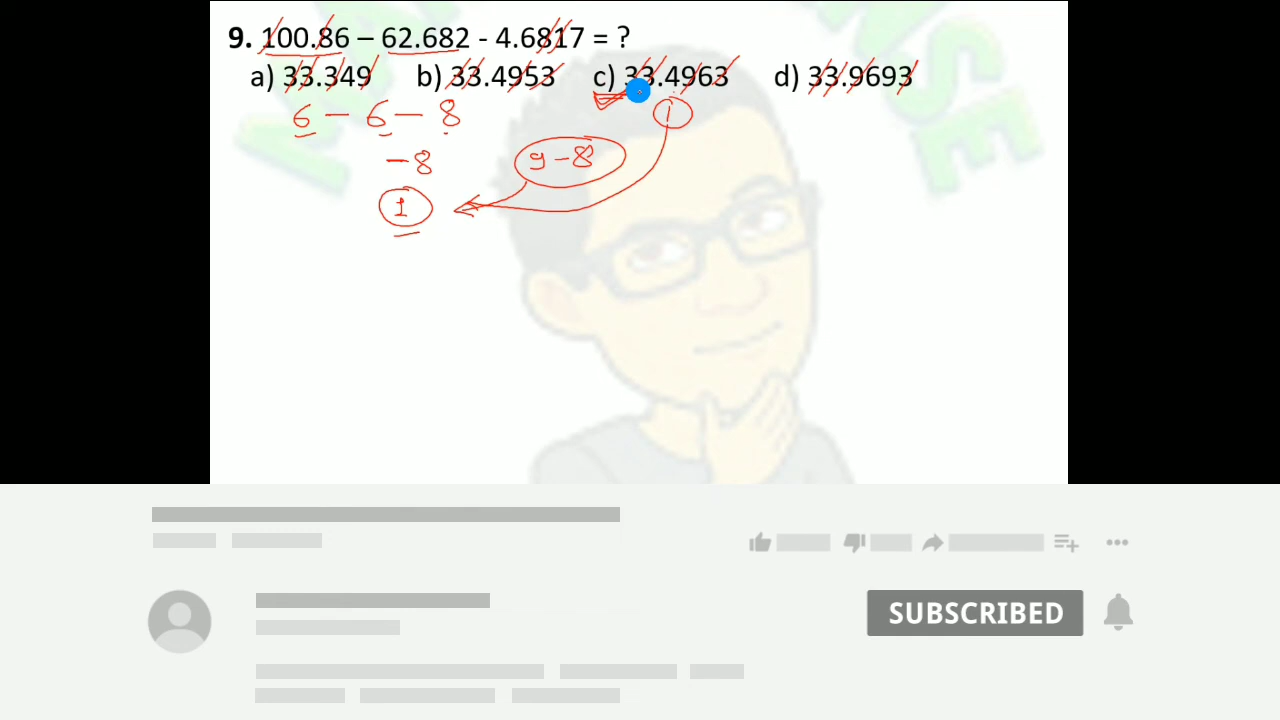 9. 100.86 – 62.682 - 4.6817 = ?
a) 33.349 b) 33.4953 c) 33.4963 d) 33.9693
6 – 6 – 8 1
9 – 8
– 8
1
SUBSCRIBED